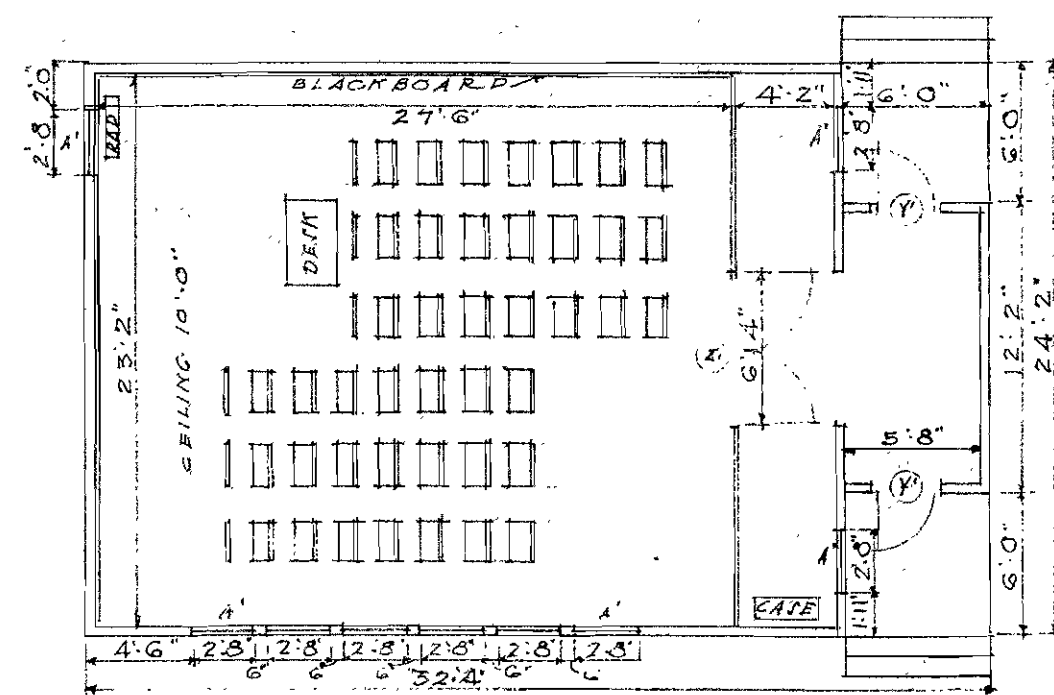 BLACKBOARD
27'-6"
4'-2"
6'-0"
1'-11"
2'-0
2'-8
A'
RAD
A'
2'-8"
6'-0"
Y'
DESK
CEILING 10'-0"
23'-2"
Z'
6'-4"
12'-2"
24'-2"
5'-8"
Y'
A'
2'-0"
6'-0"
1'-11"
CASE
A'
A'
4'-6"
2'-8"
2'-8"
2'-8"
2'-8"
2'-8"
2'-8"
6"
6"
6"
6"
6
32'-4"